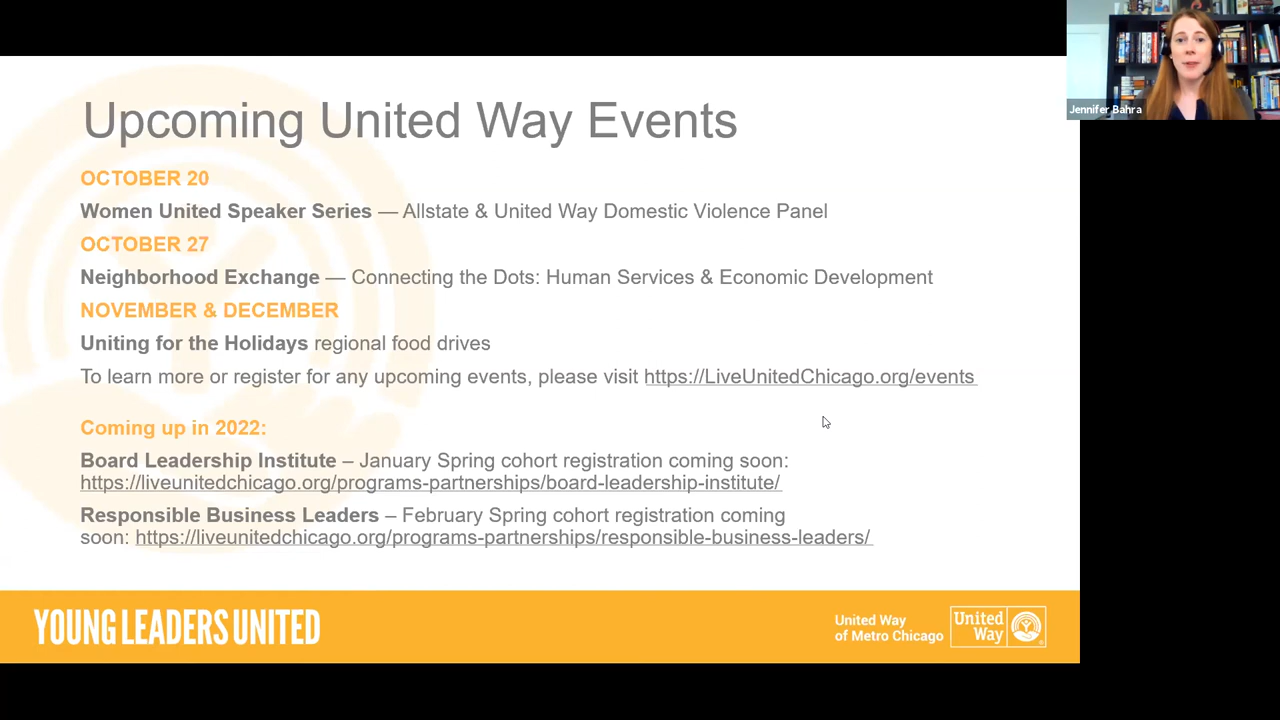 Jennifer Bahra
Upcoming United Way Events
OCTOBER 20
Women United Speaker Series — Allstate & United Way Domestic Violence Panel
OCTOBER 27
Neighborhood Exchange — Connecting the Dots: Human Services & Economic Development
NOVEMBER & DECEMBER
Uniting for the Holidays regional food drives
To learn more or register for any upcoming events, please visit https://LiveUnitedChicago.org/events
Coming up in 2022:
Board Leadership Institute – January Spring cohort registration coming soon:
https://liveunitedchicago.org/programs-partnerships/board-leadership-institute/
Responsible Business Leaders – February Spring cohort registration coming
soon: https://liveunitedchicago.org/programs-partnerships/responsible-business-leaders/
YOUNG LEADERS UNITED
United Way
of Metro Chicago
United
Way